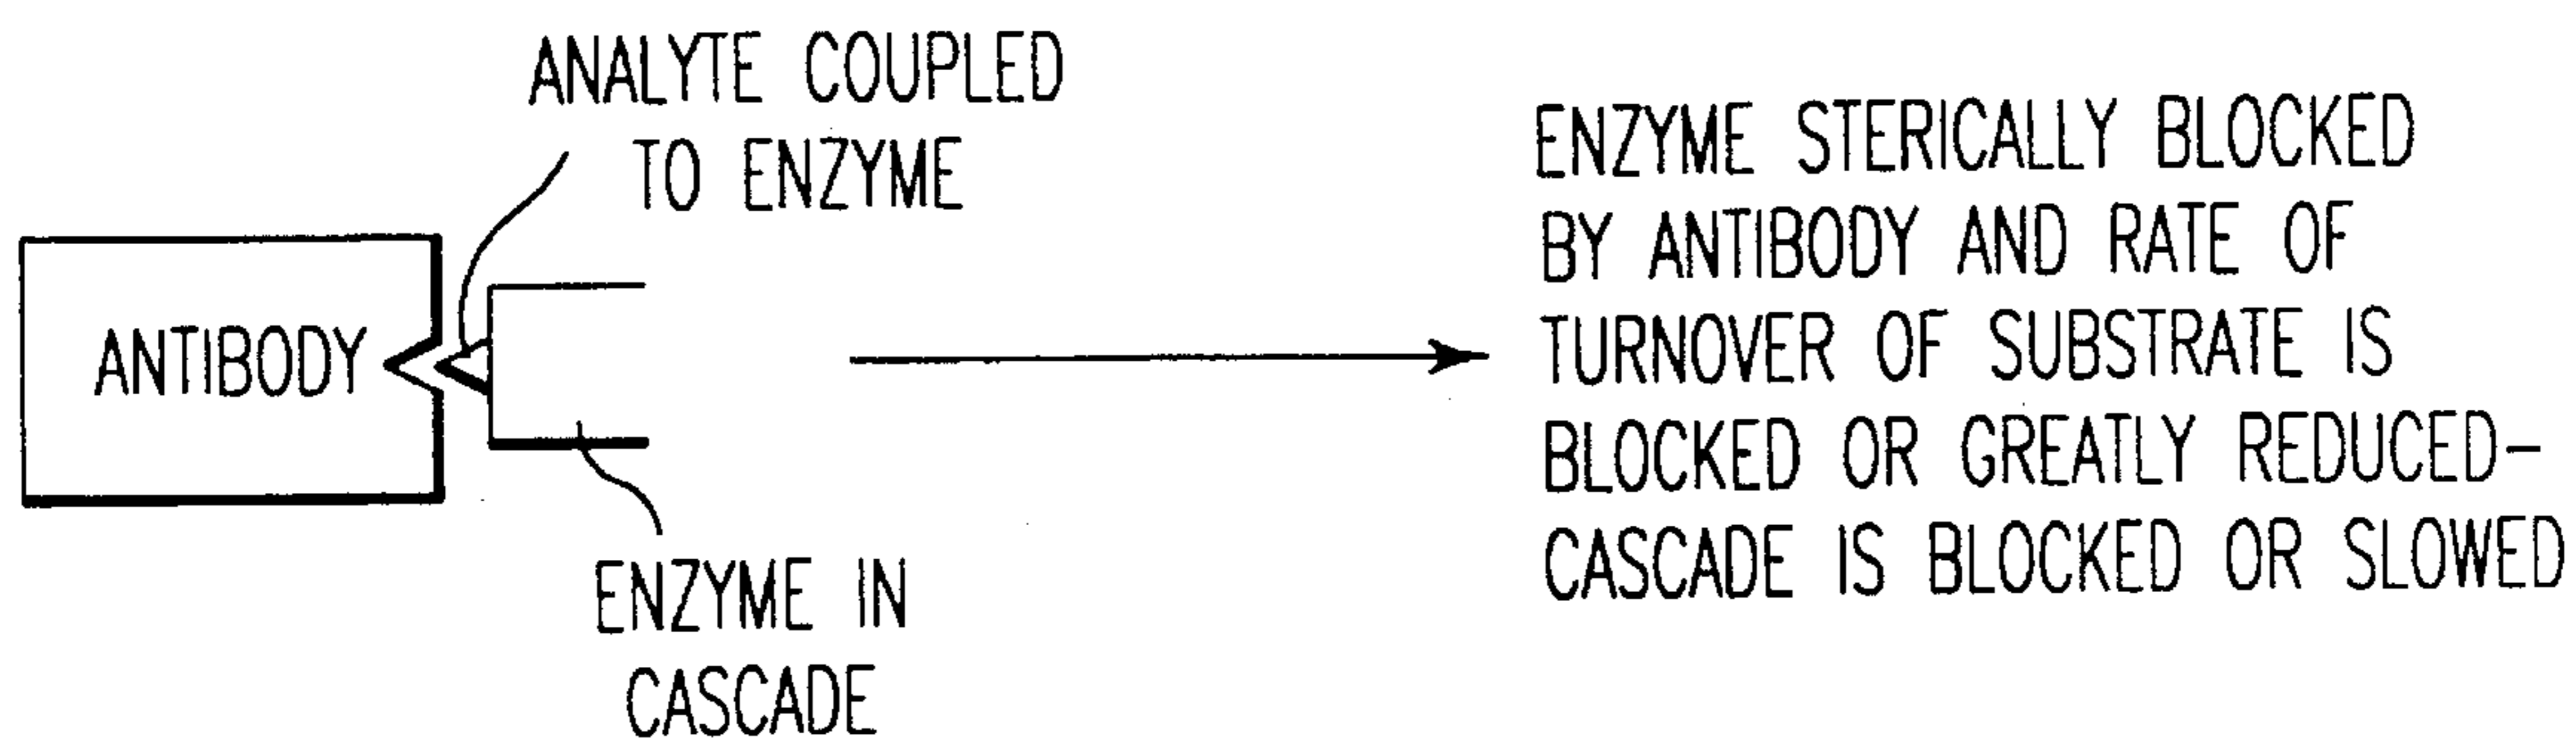 ANALYTE COUPLED
TO ENZYME
ANTIBODY
ENZYME IN
CASCADE
ENZYME STERICALLY BLOCKED
BY ANTIBODY AND RATE OF
TURNOVER OF SUBSTRATE IS
BLOCKED OR GREATLY REDUCED-
CASCADE IS BLOCKED OR SLOWED